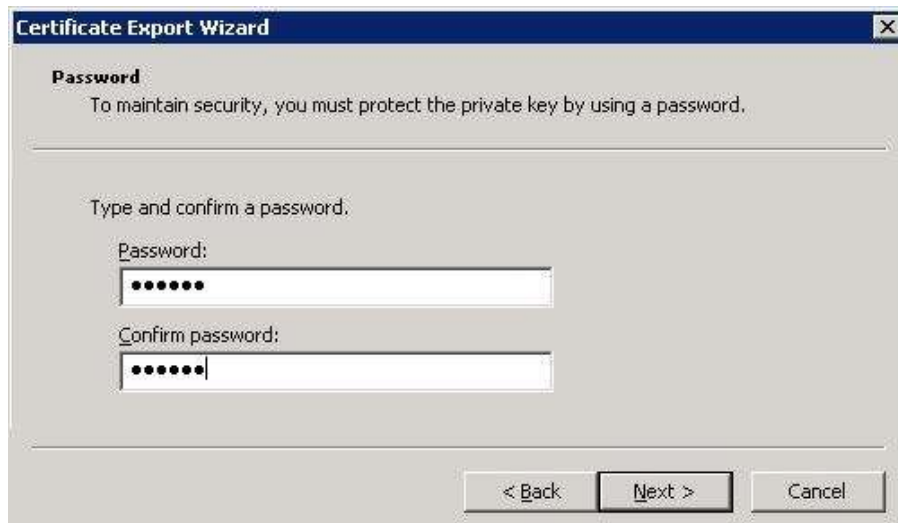 Certificate Export Wizard
Password
To maintain security, you must protect the private key by using a password.
Type and confirm a password.
Password:
••••••
Confirm password:
••••••
< Back Next > Cancel